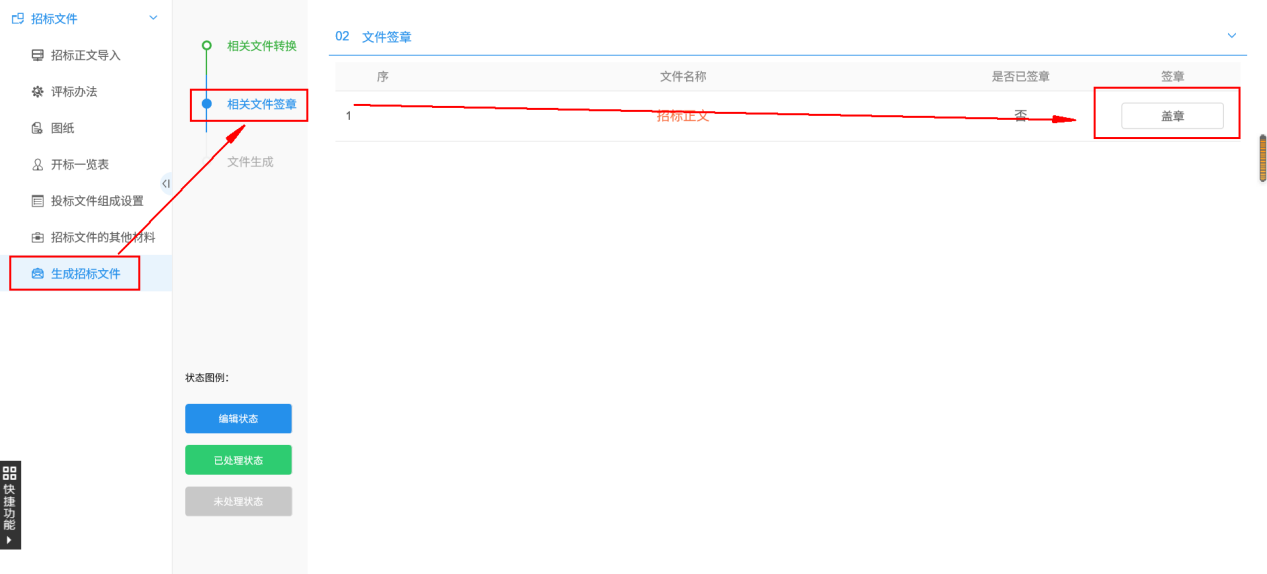 招标文件
招标正文导入
评标办法
图纸
开标一览表
投标文件组成设置
招标文件的其他材料
生成招标文件
快捷功能
相关文件转换
相关文件签章
文件生成
状态图例：
编辑状态
已处理状态
未处理状态
02 文件签章
序 文件名称 是否已签章 签章
1 招标正文 否 盖章